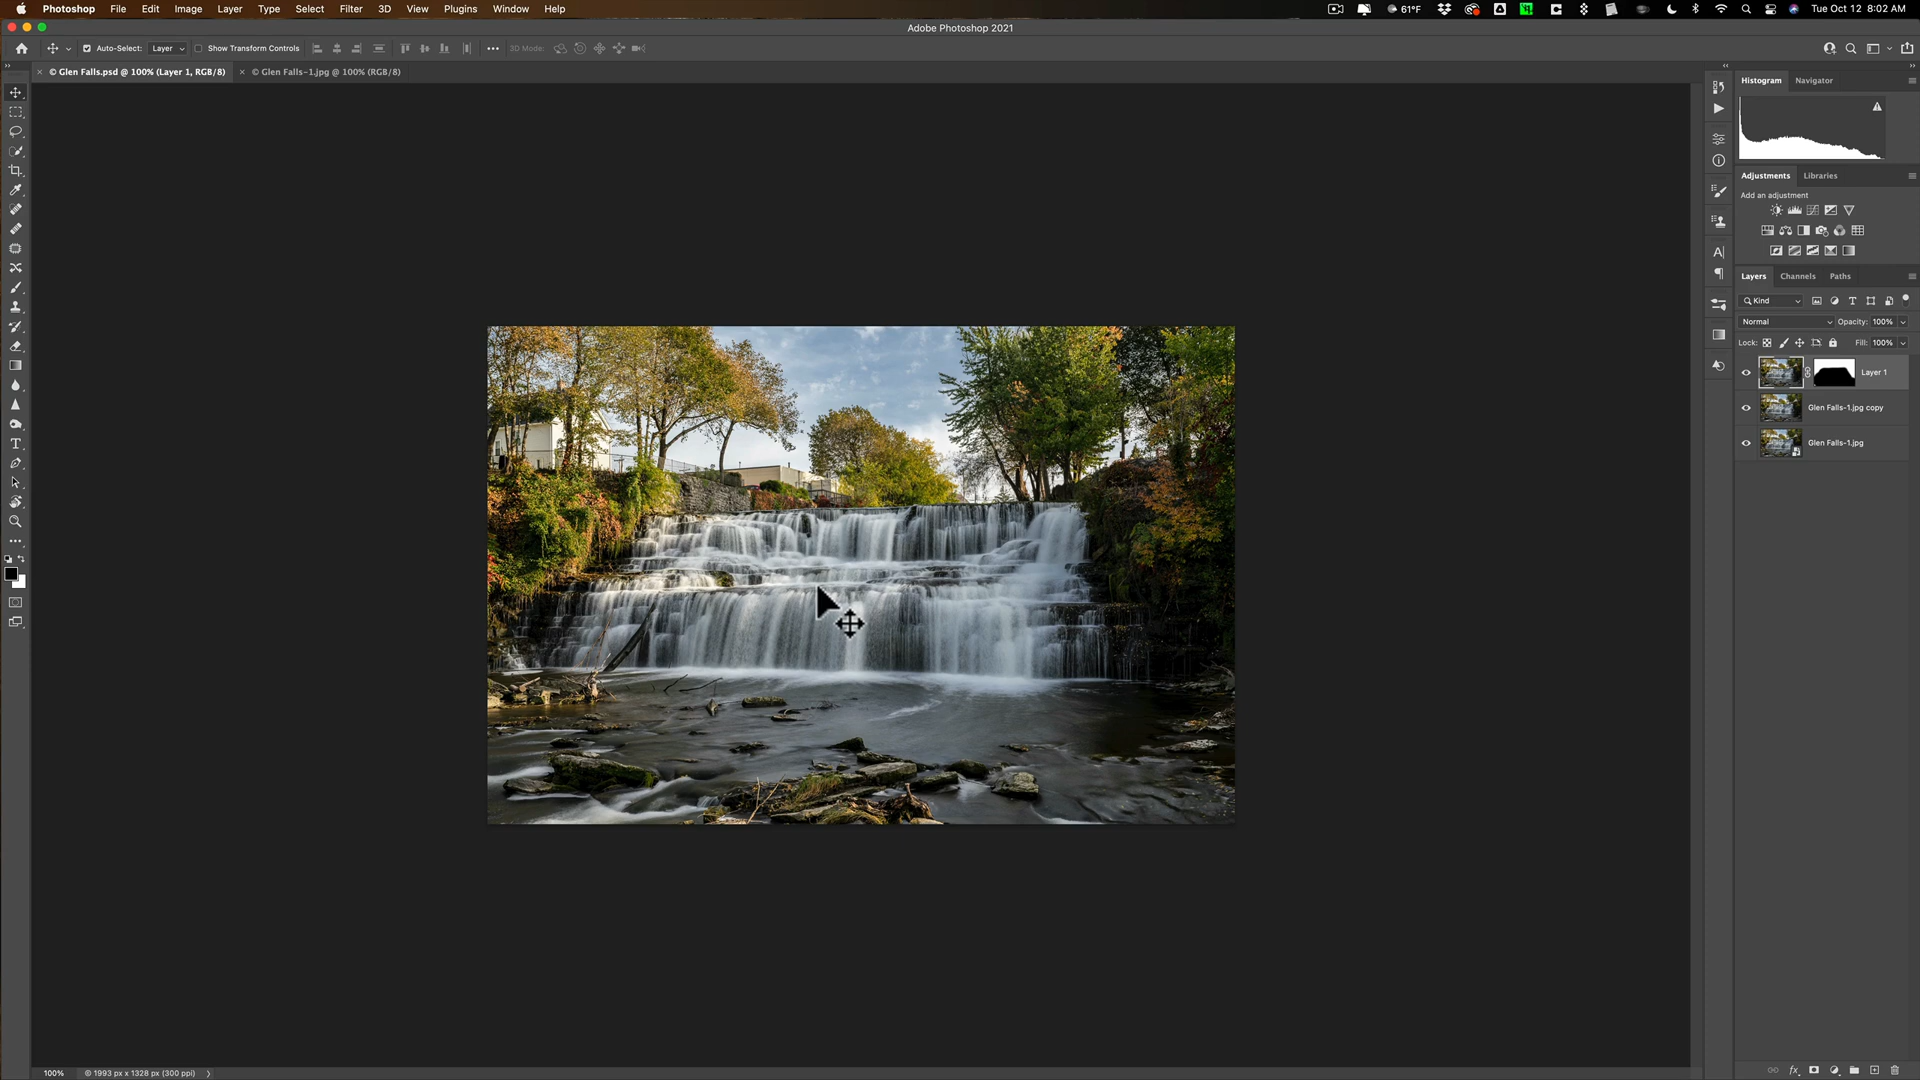 Photoshop File Edit Image Layer Type Select Filter 3D View Plugins Window Help 61°F Tue Oct 12 8:02 AM
Adobe Photoshop 2021
Auto-Select: Layer Show Transform Controls 3D Mode:
© Glen Falls.psd @ 100% (Layer 1, RGB/8) © Glen Falls-1.jpg @ 100% (RGB/8)
Histogram Navigator
Adjustments Libraries
Add an adjustment
Layers Channels Paths
Kind
Normal Opacity: 100%
Lock: Fill: 100%
Layer 1
Glen Falls-1.jpg copy
Glen Falls-1.jpg
100% © 1993 px x 1328 px (300 ppi)